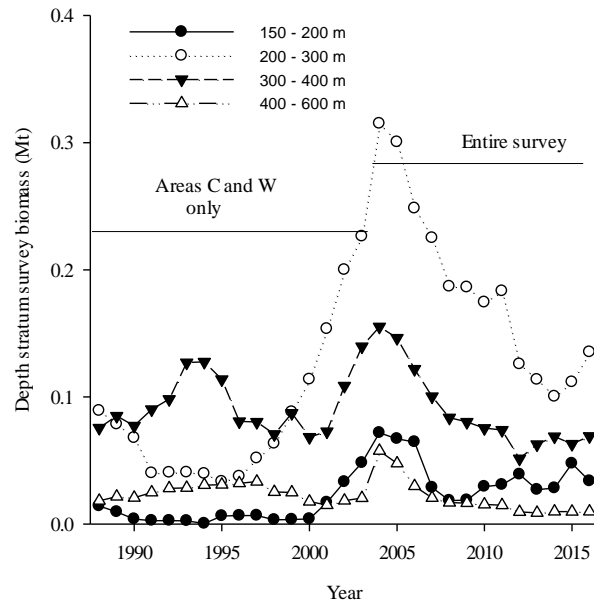 0.4
150 - 200 m
200 - 300 m
300 - 400 m
400 - 600 m
0.3
Entire survey
Areas C and W
only
0.2
0.1
0.0
Depth stratum survey biomass (Mt)
1990
1995
2000
2005
2010
2015
Year